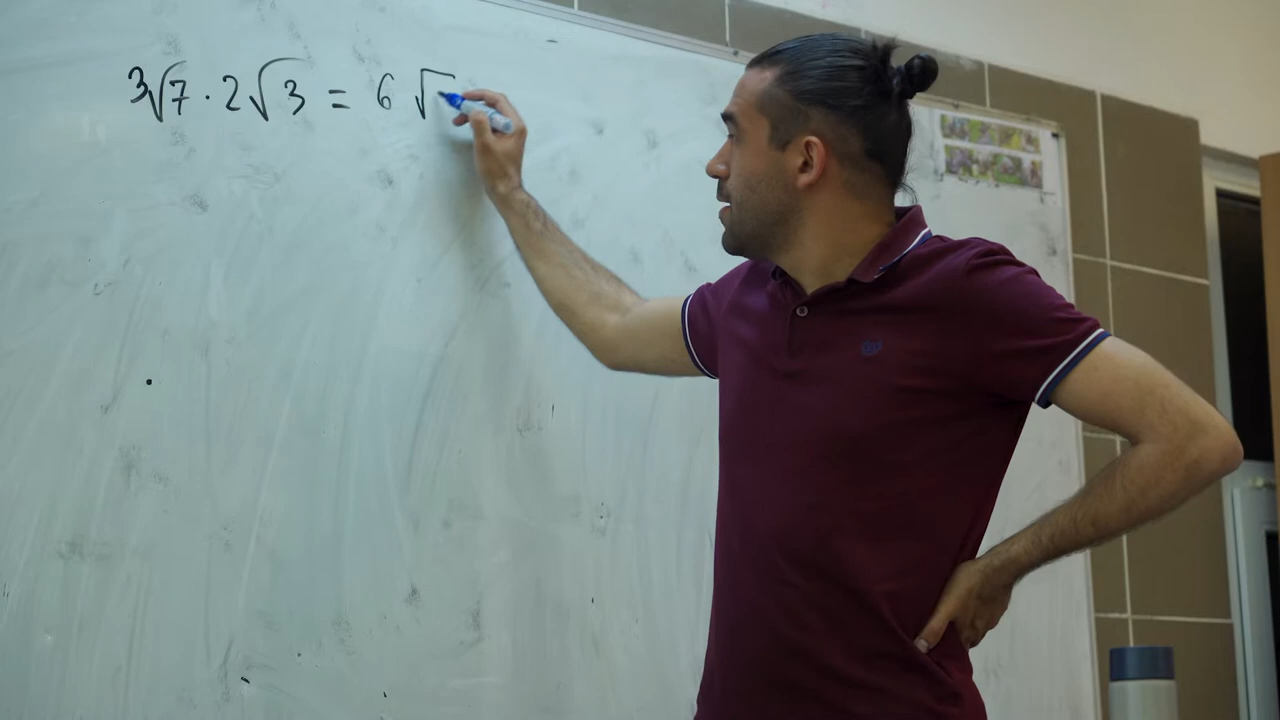 3√7 · 2√3 = 6 √